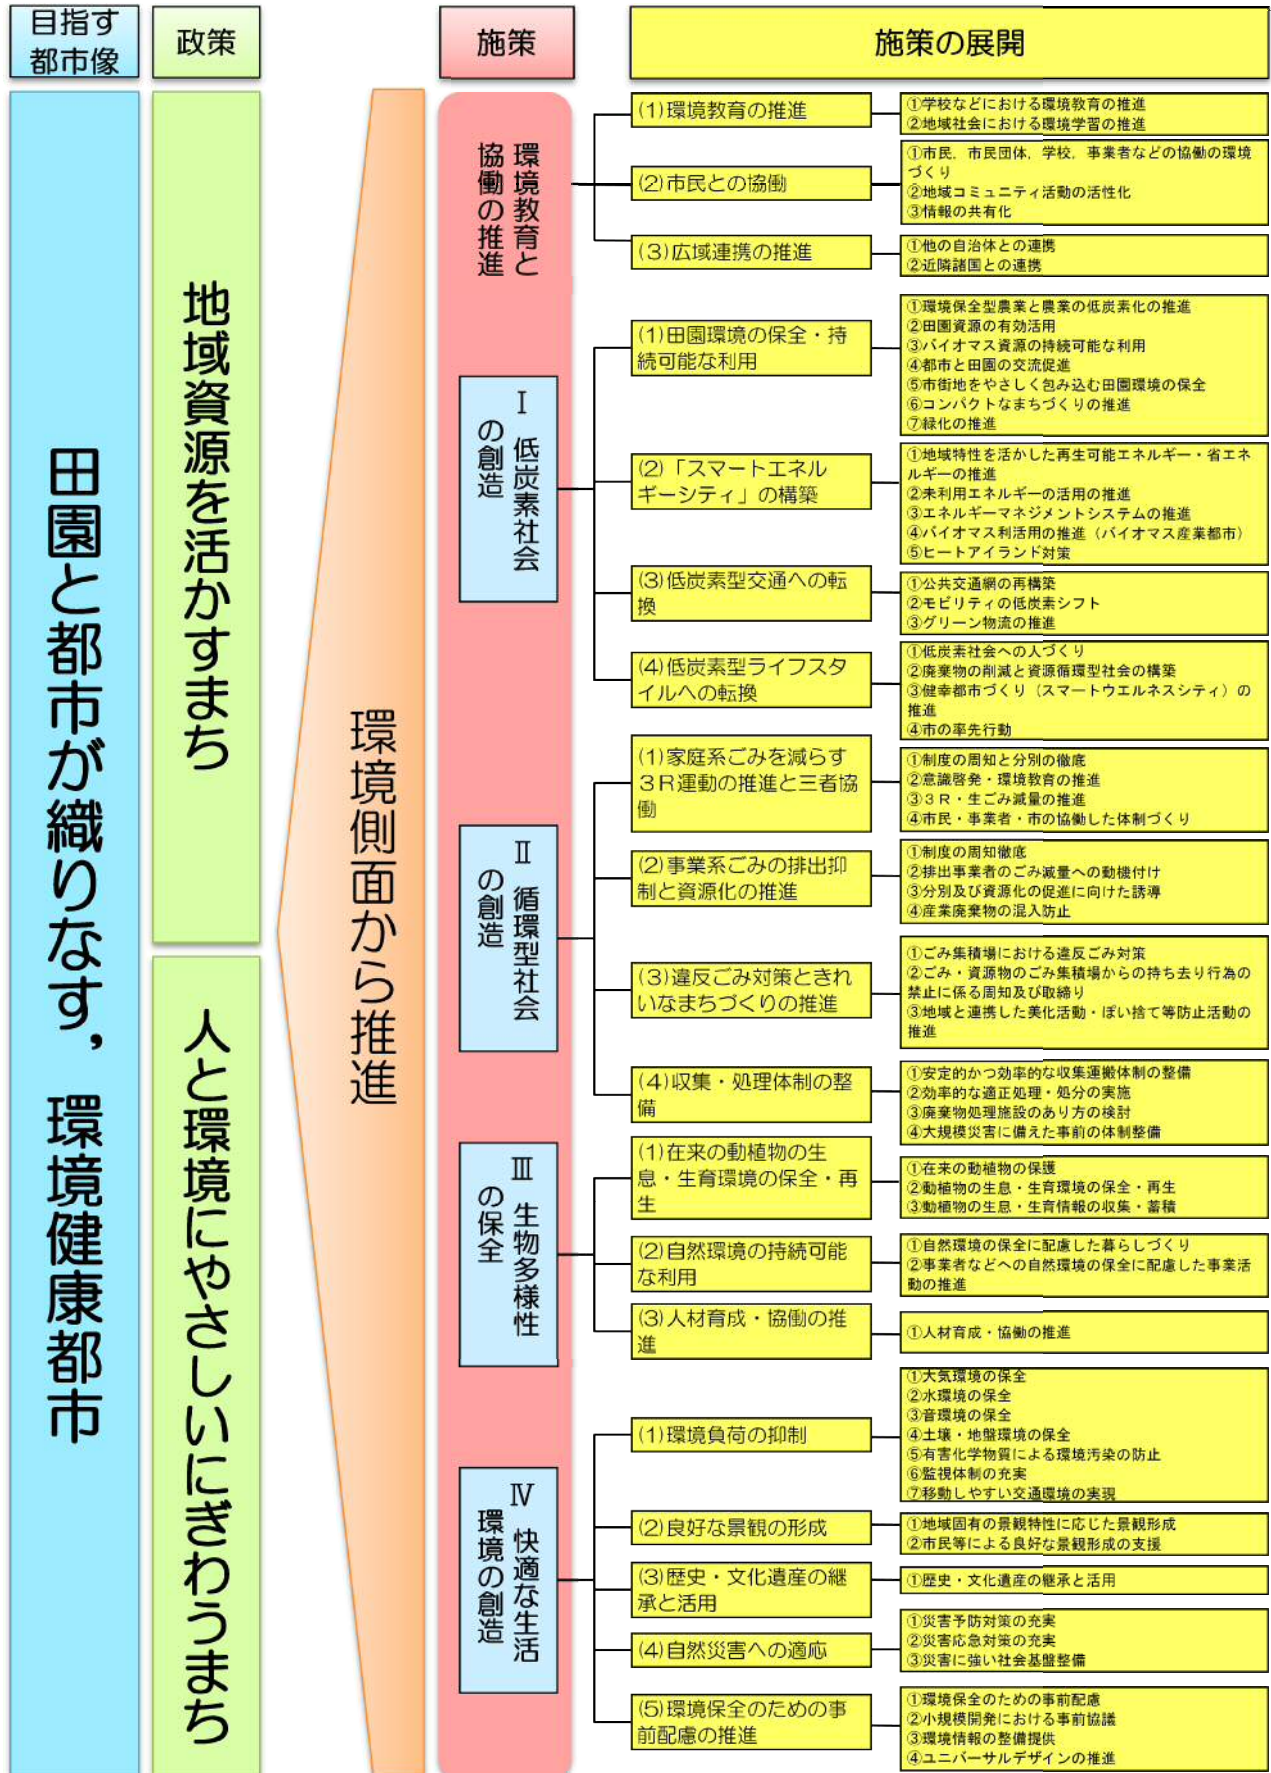 目指す
都市像
政策
施策
施策の展開
田園と都市が織りなす，環境健康都市
地域資源を活かすまち
人と環境にやさしいにぎわうまち
環境側面から推進
環境教育と
協働の推進
(1)環境教育の推進
①学校などにおける環境教育の推進
②地域社会における環境学習の推進
(2)市民との協働
①市民，市民団体，学校，事業者などの協働の環境
づくり
②地域コミュニティ活動の活性化
③情報の共有化
(3)広域連携の推進
①他の自治体との連携
②近隣諸国との連携
Ⅰ 低炭素社会
の創造
(1)田園環境の保全・持
続可能な利用
①環境保全型農業と農業の低炭素化の推進
②田園資源の有効活用
③バイオマス資源の持続可能な利用
④都市と田園の交流促進
⑤市街地をやさしく包み込む田園環境の保全
⑥コンパクトなまちづくりの推進
⑦緑化の推進
(2)「スマートエネル
ギーシティ」の構築
①地域特性を活かした再生可能エネルギー・省エネ
ルギーの推進
②未利用エネルギーの活用の推進
③エネルギーマネジメントシステムの推進
④バイオマス利活用の推進（バイオマス産業都市）
⑤ヒートアイランド対策
(3)低炭素型交通への転
換
①公共交通網の再構築
②モビリティの低炭素シフト
③グリーン物流の推進
(4)低炭素型ライフスタ
イルへの転換
①低炭素社会への人づくり
②廃棄物の削減と資源循環型社会の構築
③健幸都市づくり（スマートウエルネスシティ）の
推進
④市の率先行動
Ⅱ 循環型社会
の創造
(1)家庭系ごみを減らす
３Ｒ運動の推進と三者協
働
①制度の周知と分別の徹底
②意識啓発・環境教育の推進
③３Ｒ・生ごみ減量の推進
④市民・事業者・市の協働した体制づくり
(2)事業系ごみの排出抑
制と資源化の推進
①制度の周知徹底
②排出事業者のごみ減量への動機付け
③分別及び資源化の促進に向けた誘導
④産業廃棄物の混入防止
(3)違反ごみ対策ときれ
いなまちづくりの推進
①ごみ集積場における違反ごみ対策
②ごみ・資源物のごみ集積場からの持ち去り行為の
禁止に係る周知及び取締り
③地域と連携した美化活動・ぽい捨て等防止活動の
推進
(4)収集・処理体制の整
備
①安定的かつ効率的な収集運搬体制の整備
②効率的な適正処理・処分の実施
③廃棄物処理施設のあり方の検討
④大規模災害に備えた事前の体制整備
Ⅲ 生物多様性
の保全
(1)在来の動植物の生
息・生育環境の保全・再
生
①在来の動植物の保護
②動植物の生息・生育環境の保全・再生
③動植物の生息・生育情報の収集・蓄積
(2)自然環境の持続可能
な利用
①自然環境の保全に配慮した暮らしづくり
②事業者などへの自然環境の保全に配慮した事業活
動の推進
(3)人材育成・協働の推
進
①人材育成・協働の推進
Ⅳ 快適な生活
環境の創造
(1)環境負荷の抑制
①大気環境の保全
②水環境の保全
③音環境の保全
④土壌・地盤環境の保全
⑤有害化学物質による環境汚染の防止
⑥監視体制の充実
⑦移動しやすい交通環境の実現
(2)良好な景観の形成
①地域固有の景観特性に応じた景観形成
②市民等による良好な景観形成の支援
(3)歴史・文化遺産の継
承と活用
①歴史・文化遺産の継承と活用
(4)自然災害への適応
①災害予防対策の充実
②災害応急対策の充実
③災害に強い社会基盤整備
(5)環境保全のための事
前配慮の推進
①環境保全のための事前配慮
②小規模開発における事前協議
③環境情報の整備提供
④ユニバーサルデザインの推進